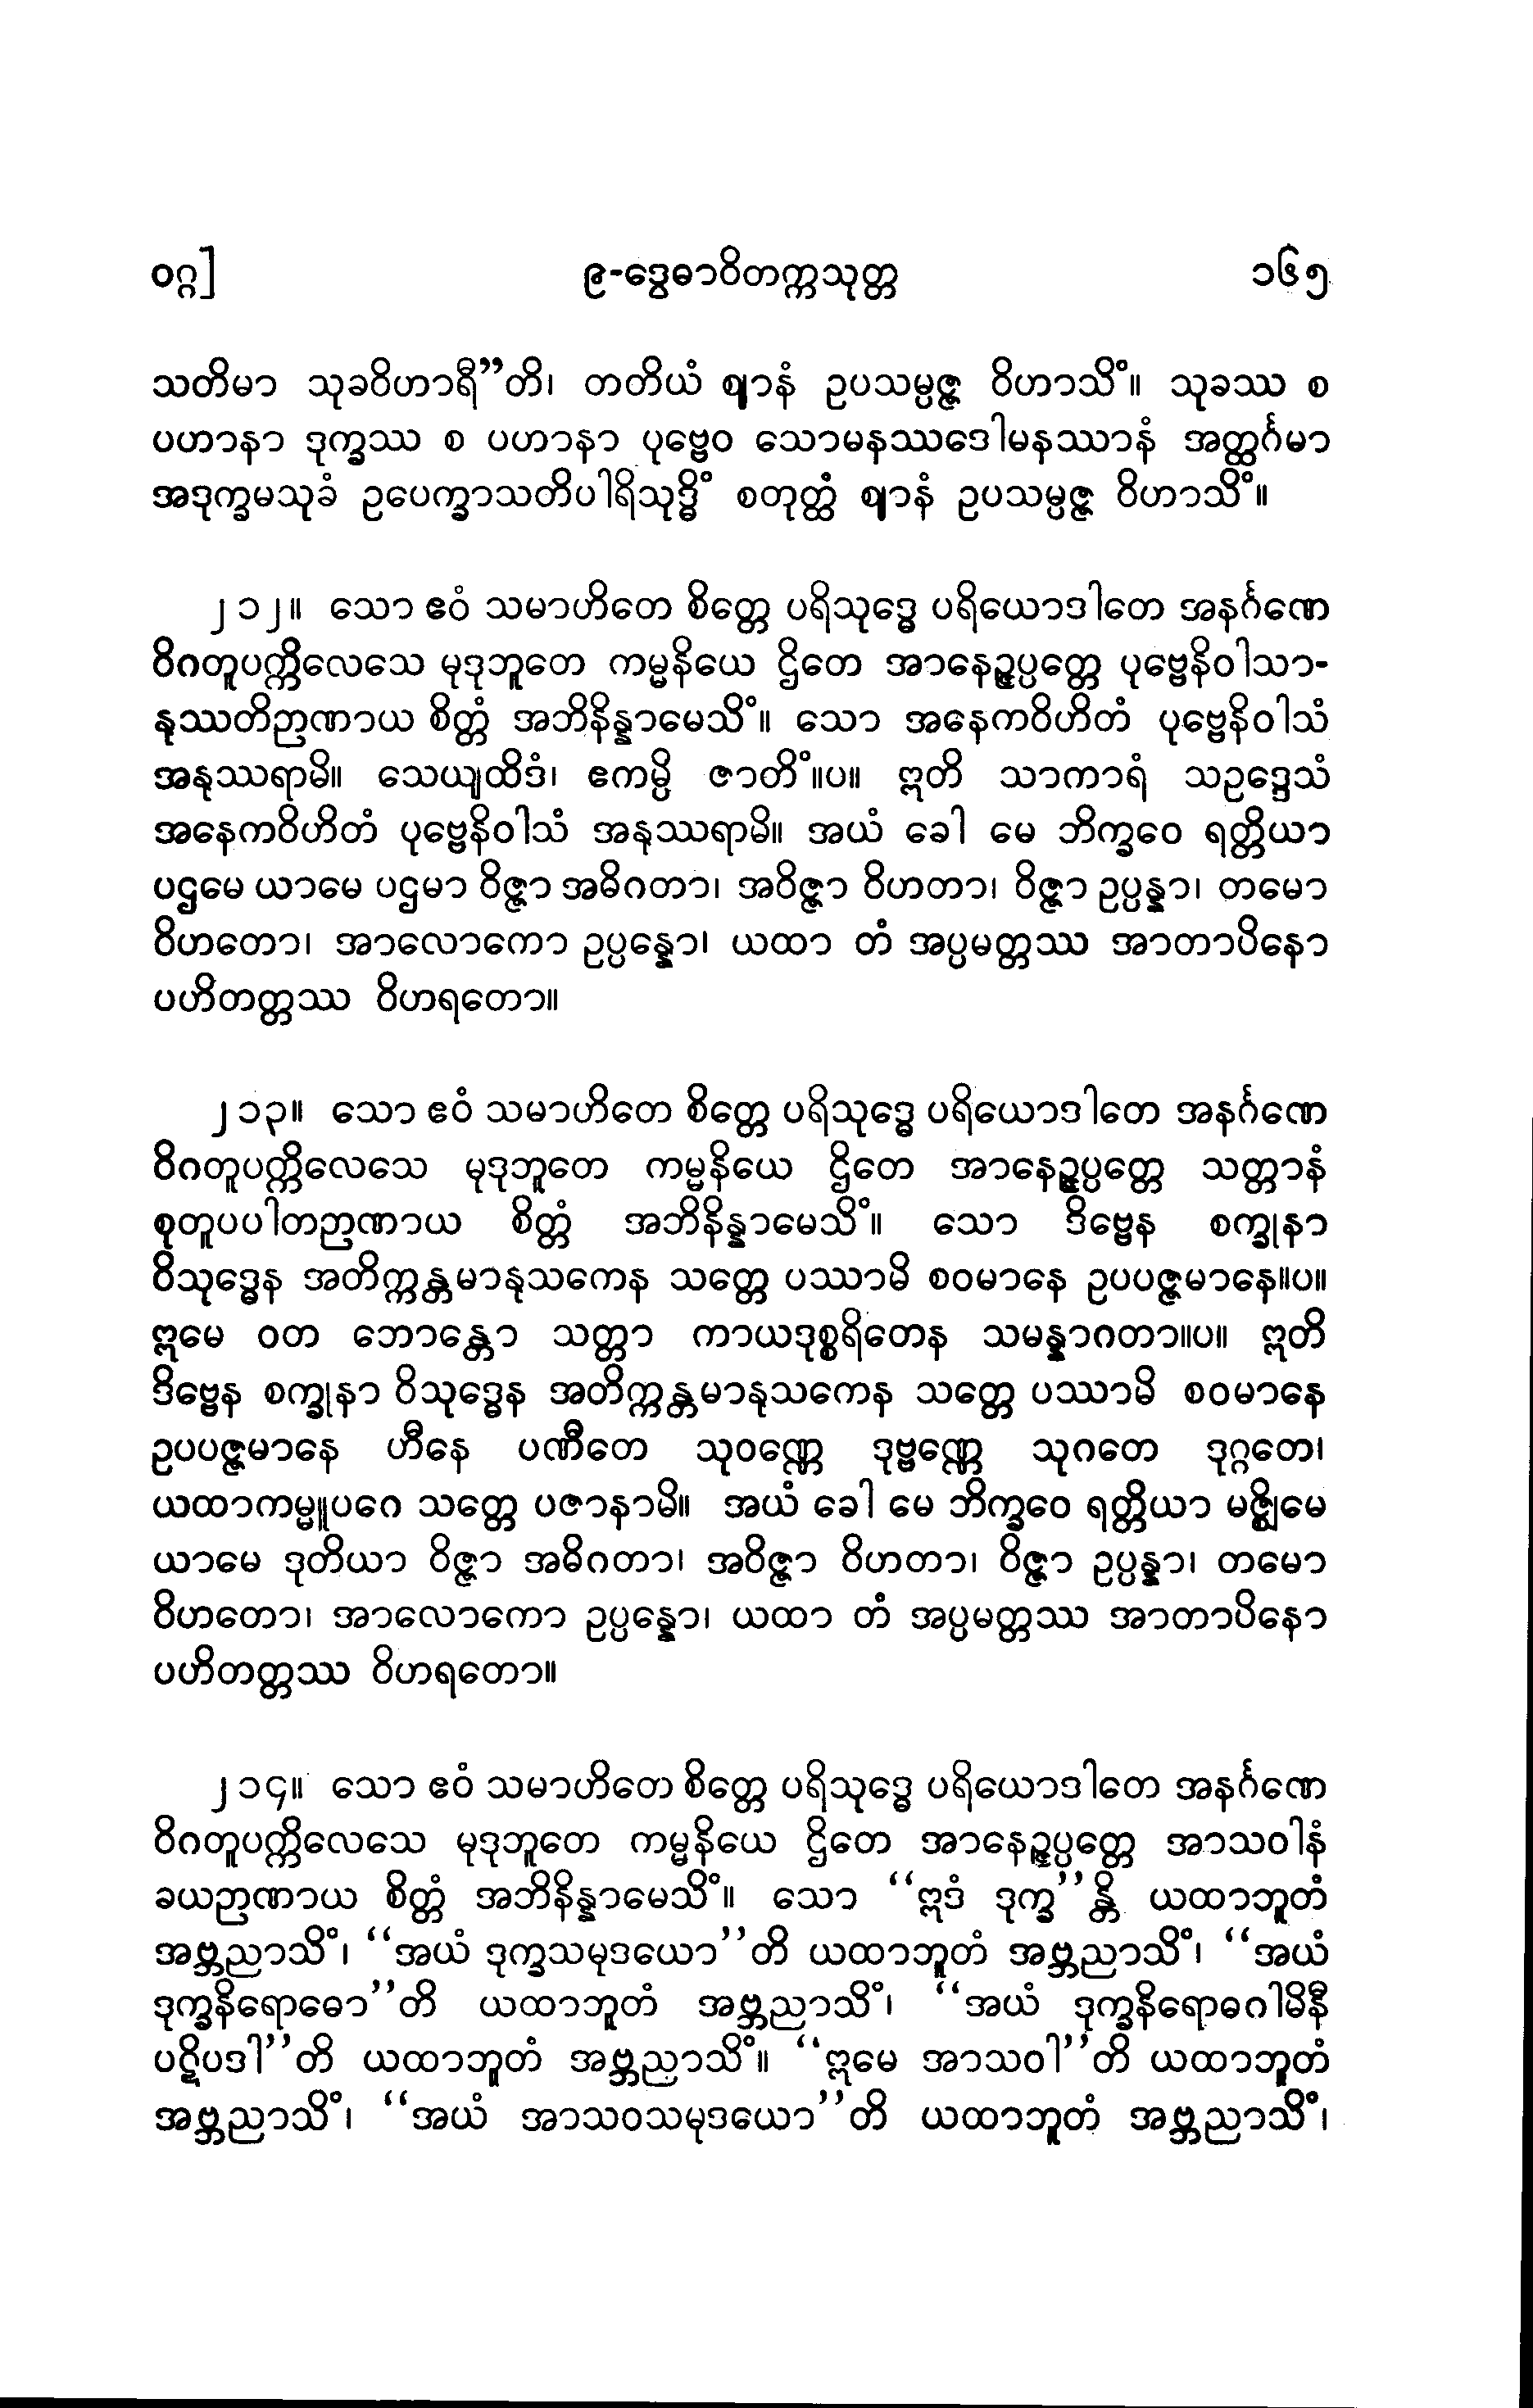 ဝဂ္ဂ] ၉-ဒွေဓာဝိတက္ကသုတ္တ ၁၆၅
သတိမာ သုခဝိဟာရီ”တိ၊ တတိယံ ဈာနံ ဥပသမ္ပဇ္ဇ ဝိဟာသိံ။ သုခဿ စ
ပဟာနာ ဒုက္ခဿ စ ပဟာနာ ပုဗ္ဗေဝ သောမနဿဒေါမနဿာနံ အတ္ထင်္ဂမာ
အဒုက္ခမသုခံ ဥပေက္ခာသတိပါရိသုဒ္ဓိံ စတုတ္ထံ ဈာနံ ဥပသမ္ပဇ္ဇ ဝိဟာသိံ။
၂၁၂။ သော ဧဝံ သမာဟိတေ စိတ္တေ ပရိသုဒ္ဓေ ပရိယောဒါတေ အနင်္ဂဏေ
ဝိဂတူပက္ကိလေသေ မုဒုဘူတေ ကမ္မနိယေ ဌိတေ အာနေဉ္ဇပ္ပတ္တေ ပုဗ္ဗေနိဝါသာ-
နုဿတိဉာဏာယ စိတ္တံ အဘိနိန္နာမေသိံ။ သော အနေကဝိဟိတံ ပုဗ္ဗေနိဝါသံ
အနုဿရာမိ။ သေယျထိဒံ၊ ဧကမ္ပိ ဇာတိံ။ပ။ ဣတိ သာကာရံ သဥဒ္ဒေသံ
အနေကဝိဟိတံ ပုဗ္ဗေနိဝါသံ အနုဿရာမိ။ အယံ ခေါ မေ ဘိက္ခဝေ ရတ္တိယာ
ပဌမေ ယာမေ ပဌမာ ဝိဇ္ဇာ အဓိဂတာ၊ အဝိဇ္ဇာ ဝိဟတာ၊ ဝိဇ္ဇာ ဥပ္ပန္နာ၊ တမော
ဝိဟတော၊ အာလောကော ဥပ္ပန္နော၊ ယထာ တံ အပ္ပမတ္တဿ အာတာပိနော
ပဟိတတ္တဿ ဝိဟရတော။
၂၁၃။ သော ဧဝံ သမာဟိတေ စိတ္တေ ပရိသုဒ္ဓေ ပရိယောဒါတေ အနင်္ဂဏေ
ဝိဂတူပက္ကိလေသေ မုဒုဘူတေ ကမ္မနိယေ ဌိတေ အာနေဉ္ဇပ္ပတ္တေ သတ္တာနံ
စုတူပပါတဉာဏာယ စိတ္တံ အဘိနိန္နာမေသိံ။ သော ဒိဗ္ဗေန စက္ခုနာ
ဝိသုဒ္ဓေန အတိက္ကန္တမာနုသကေန သတ္တေ ပဿာမိ စဝမာနေ ဥပပဇ္ဇမာနေ။ပ။
ဣမေ ဝတ ဘောန္တော သတ္တာ ကာယဒုစ္စရိတေန သမန္နာဂတာ။ပ။ ဣတိ
ဒိဗ္ဗေန စက္ခုနာ ဝိသုဒ္ဓေန အတိက္ကန္တမာနုသကေန သတ္တေ ပဿာမိ စဝမာနေ
ဥပပဇ္ဇမာနေ ဟီနေ ပဏီတေ သုဝဏ္ဏေ ဒုဗ္ဗဏ္ဏေ သုဂတေ ဒုဂ္ဂတေ၊
ယထာကမ္မူပဂေ သတ္တေ ပဇာနာမိ။ အယံ ခေါ မေ ဘိက္ခဝေ ရတ္တိယာ မဇ္ဈိမေ
ယာမေ ဒုတိယာ ဝိဇ္ဇာ အဓိဂတာ၊ အဝိဇ္ဇာ ဝိဟတာ၊ ဝိဇ္ဇာ ဥပ္ပန္နာ၊ တမော
ဝိဟတော၊ အာလောကော ဥပ္ပန္နော၊ ယထာ တံ အပ္ပမတ္တဿ အာတာပိနော
ပဟိတတ္တဿ ဝိဟရတော။
၂၁၄။ သော ဧဝံ သမာဟိတေ စိတ္တေ ပရိသုဒ္ဓေ ပရိယောဒါတေ အနင်္ဂဏေ
ဝိဂတူပက္ကိလေသေ မုဒုဘူတေ ကမ္မနိယေ ဌိတေ အာနေဉ္ဇပ္ပတ္တေ အာသဝါနံ
ခယဉာဏာယ စိတ္တံ အဘိနိန္နာမေသိံ။ သော “ဣဒံ ဒုက္ခ”န္တိ ယထာဘူတံ
အဗ္ဘညာသိံ၊ “အယံ ဒုက္ခသမုဒယော”တိ ယထာဘူတံ အဗ္ဘညာသိံ၊ “အယံ
ဒုက္ခနိရောဓော”တိ ယထာဘူတံ အဗ္ဘညာသိံ၊ “အယံ ဒုက္ခနိရောဓဂါမိနီ
ပဋိပဒါ”တိ ယထာဘူတံ အဗ္ဘညာသိံ။ “ဣမေ အာသဝါ”တိ ယထာဘူတံ
အဗ္ဘညာသိံ၊ “အယံ အာသဝသမုဒယော”တိ ယထာဘူတံ အဗ္ဘညာသိံ၊